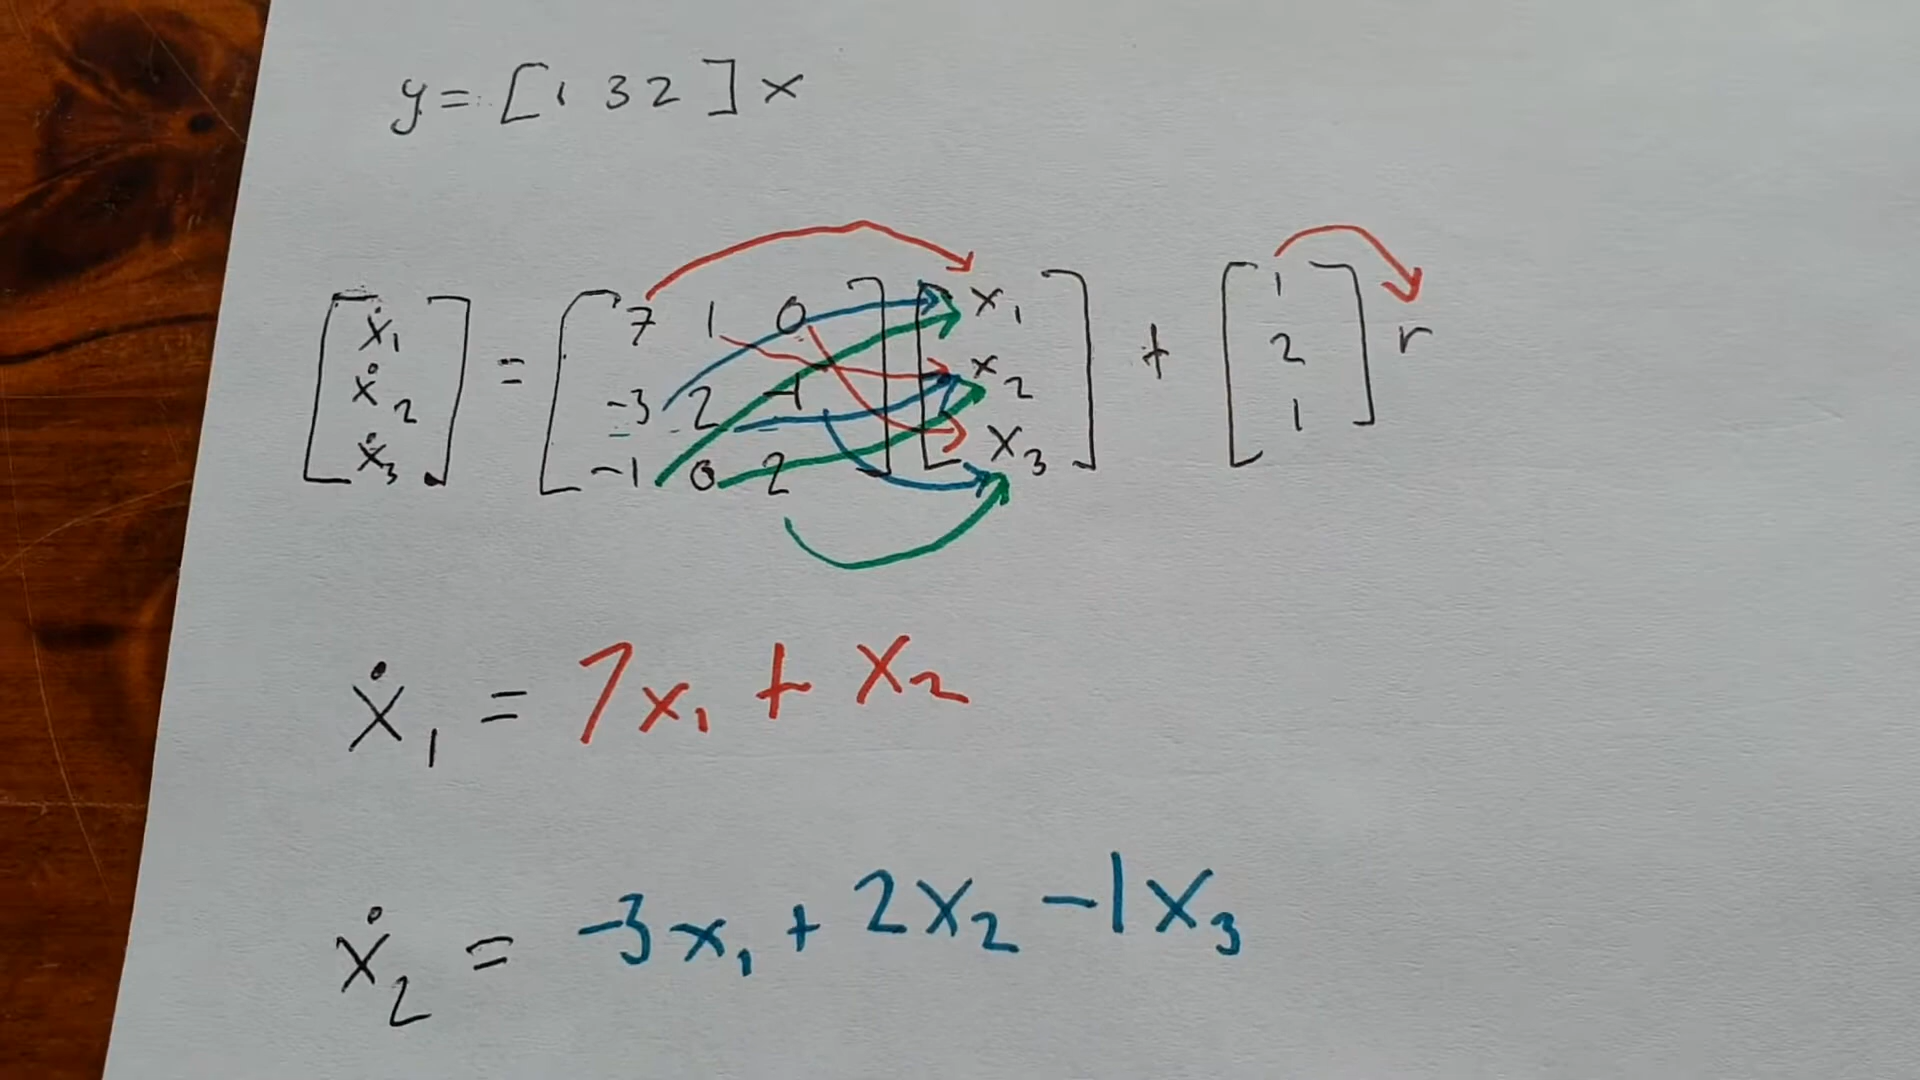 y = [1 3 2] x
[ẋ₁ ẋ₂ ẋ₃] = [7 1 0 -3 2 -1 -1 0 2] [x₁ x₂ x₃] + [1 2 1] r
ẋ₁ = 7x₁ + x₂
ẋ₂ = -3x₁ + 2x₂ -1x₃